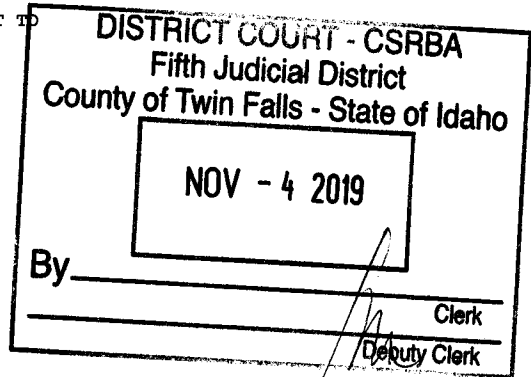 T TO
DISTRICT COURT - CSRBA
Fifth Judicial District
County of Twin Falls - State of Idaho
NOV - 4 2019
By
Clerk
Deputy Clerk